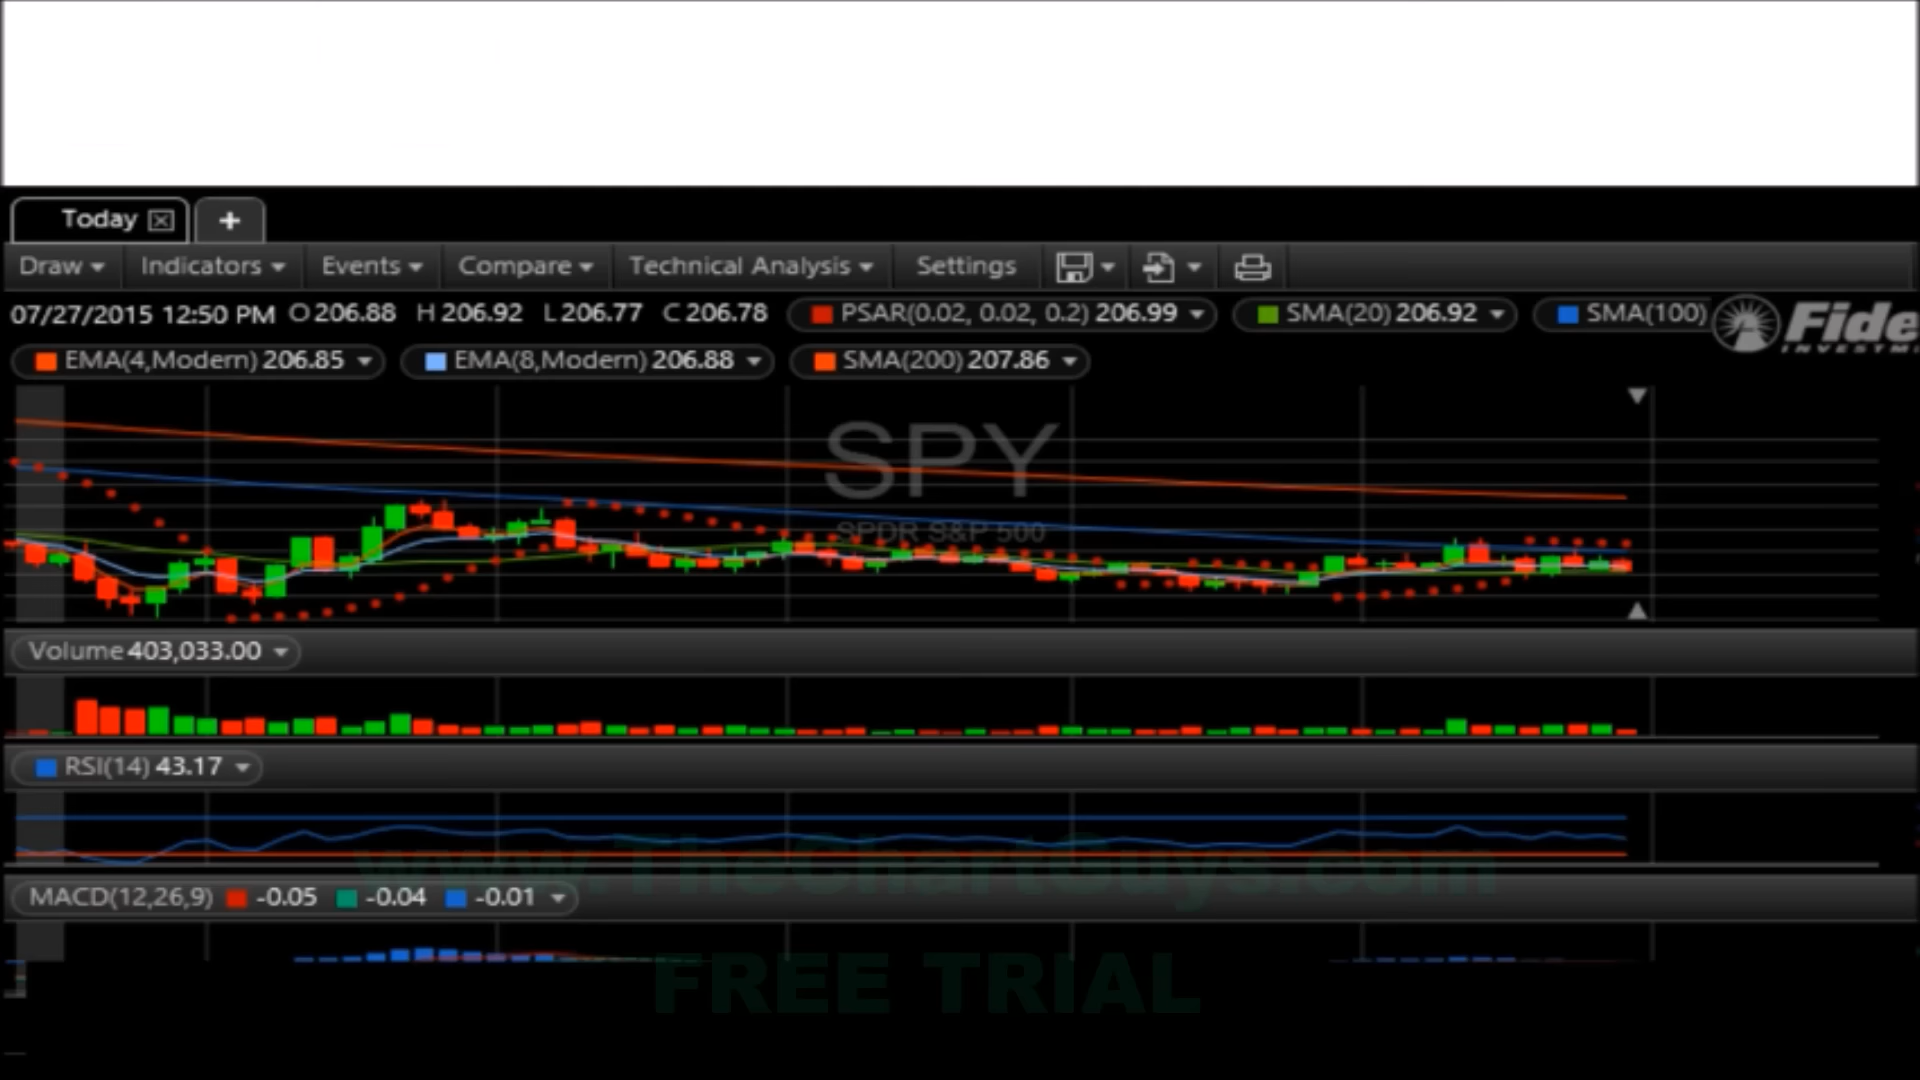 Today
Draw Indicators Events Compare Technical Analysis Settings
07/27/2015 12:50 PM O 206.88 H 206.92 L 206.77 C 206.78 PSAR(0.02, 0.02, 0.2) 206.99 SMA(20) 206.92 SMA(100) Fide
INVESTM
EMA(4,Modern) 206.85 EMA(8,Modern) 206.88 SMA(200) 207.86
SPY
SPDR S&P 500
Volume 403,033.00
RSI(14) 43.17
www.TheChartGuys.com
MACD(12,26,9) -0.05 -0.04 -0.01
FREE TRIAL